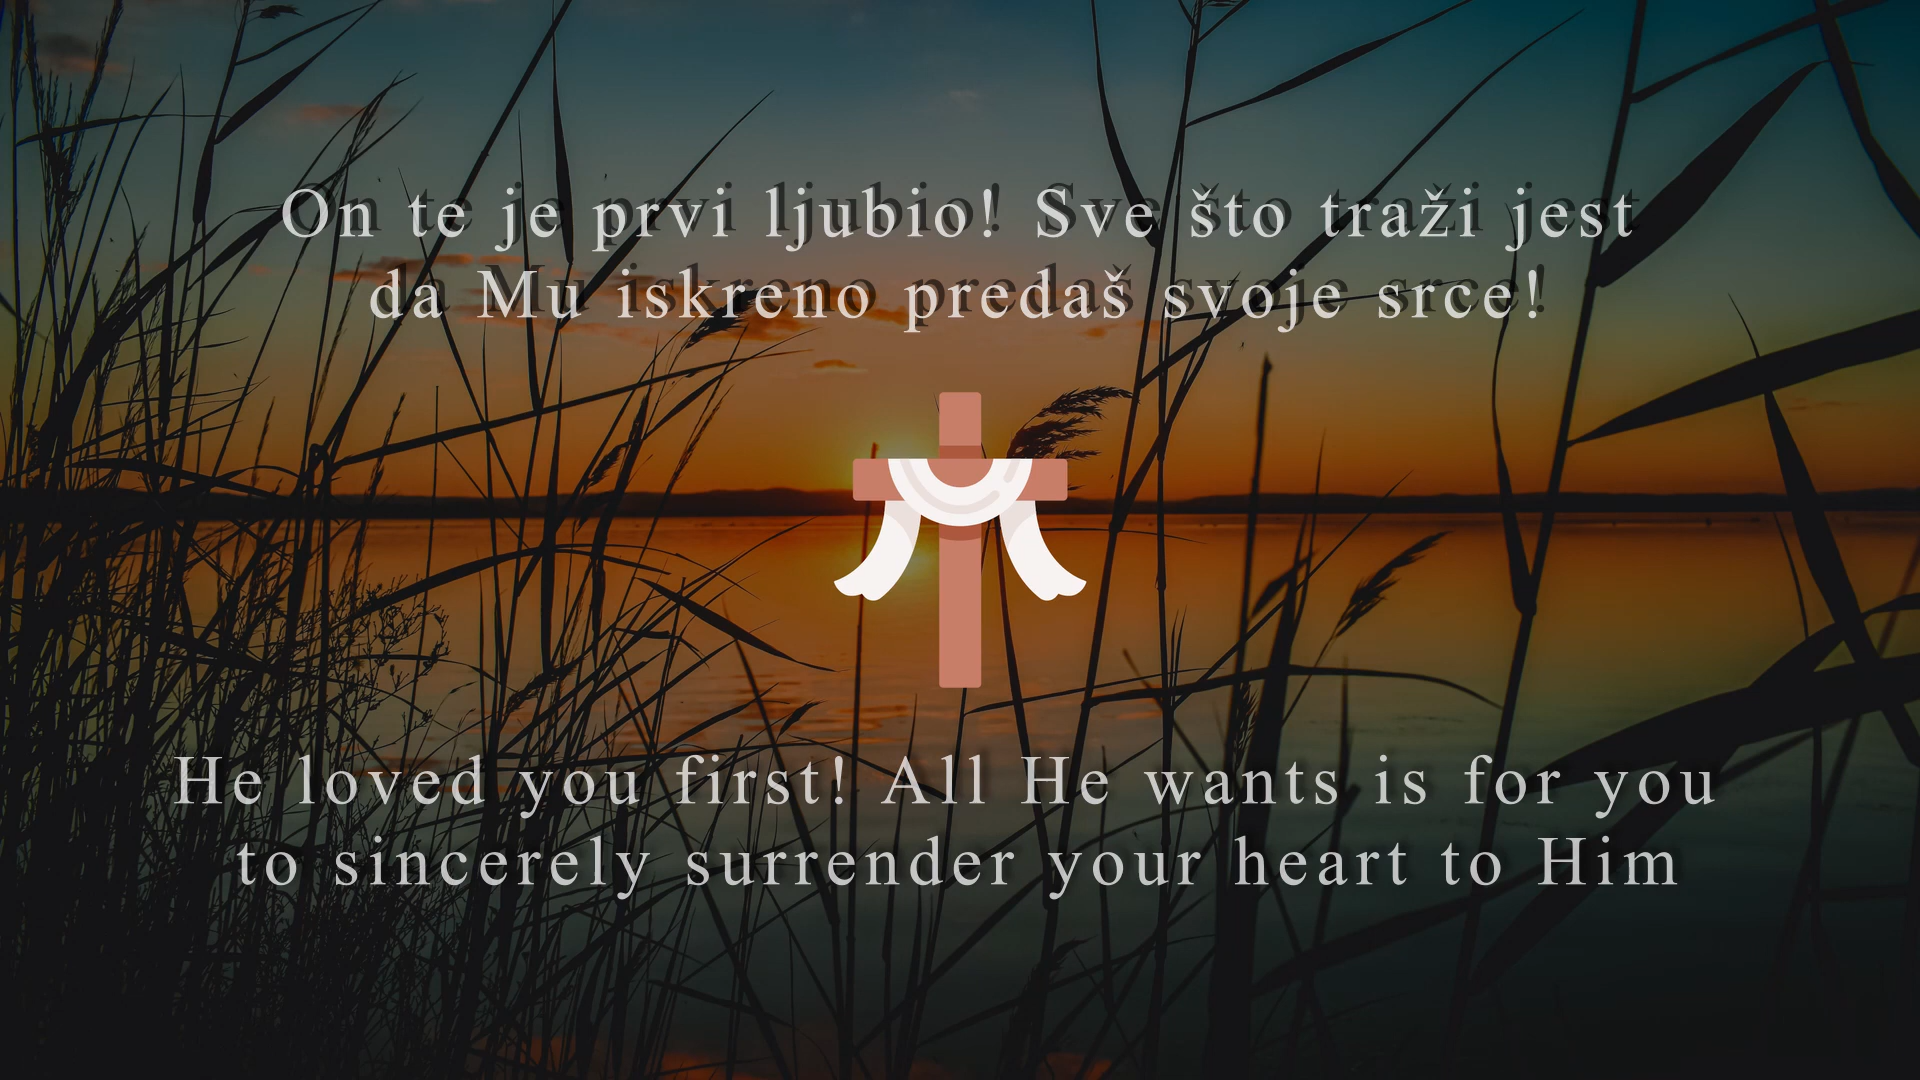 On te je prvi ljubio! Sve što traži jest
da Mu iskreno predaš svoje srce!
He loved you first! All He wants is for you
to sincerely surrender your heart to Him